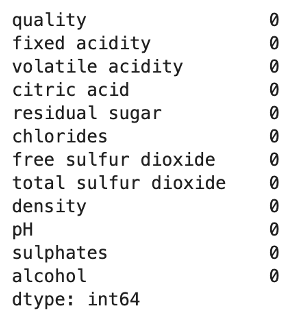 quality 0
fixed acidity 0
volatile acidity 0
citric acid 0
residual sugar 0
chlorides 0
free sulfur dioxide 0
total sulfur dioxide 0
density 0
pH 0
sulphates 0
alcohol 0
dtype: int64